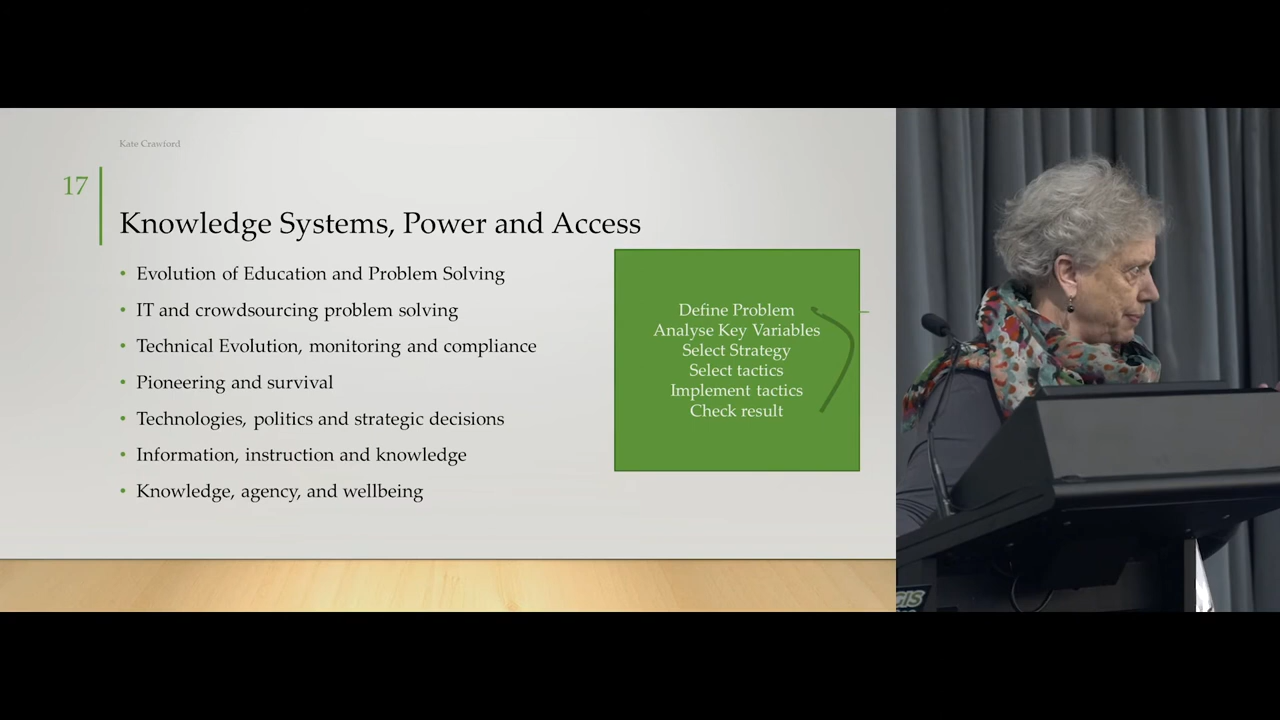 Kate Crawford
17
Knowledge Systems, Power and Access
• Evolution of Education and Problem Solving
• IT and crowdsourcing problem solving
• Technical Evolution, monitoring and compliance
• Pioneering and survival
• Technologies, politics and strategic decisions
• Information, instruction and knowledge
• Knowledge, agency, and wellbeing
Define Problem
Analyse Key Variables
Select Strategy
Select tactics
Implement tactics
Check result
GIS